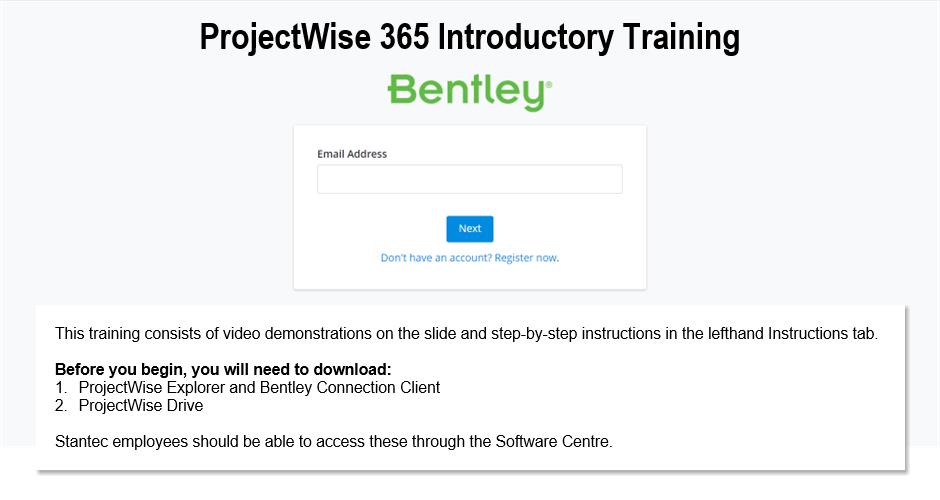 ProjectWise 365 Introductory Training
Bentley®
Email Address
Next
Don't have an account? Register now.
This training consists of video demonstrations on the slide and step-by-step instructions in the lefthand Instructions tab.
Before you begin, you will need to download:
1. ProjectWise Explorer and Bentley Connection Client
2. ProjectWise Drive
Stantec employees should be able to access these through the Software Centre.